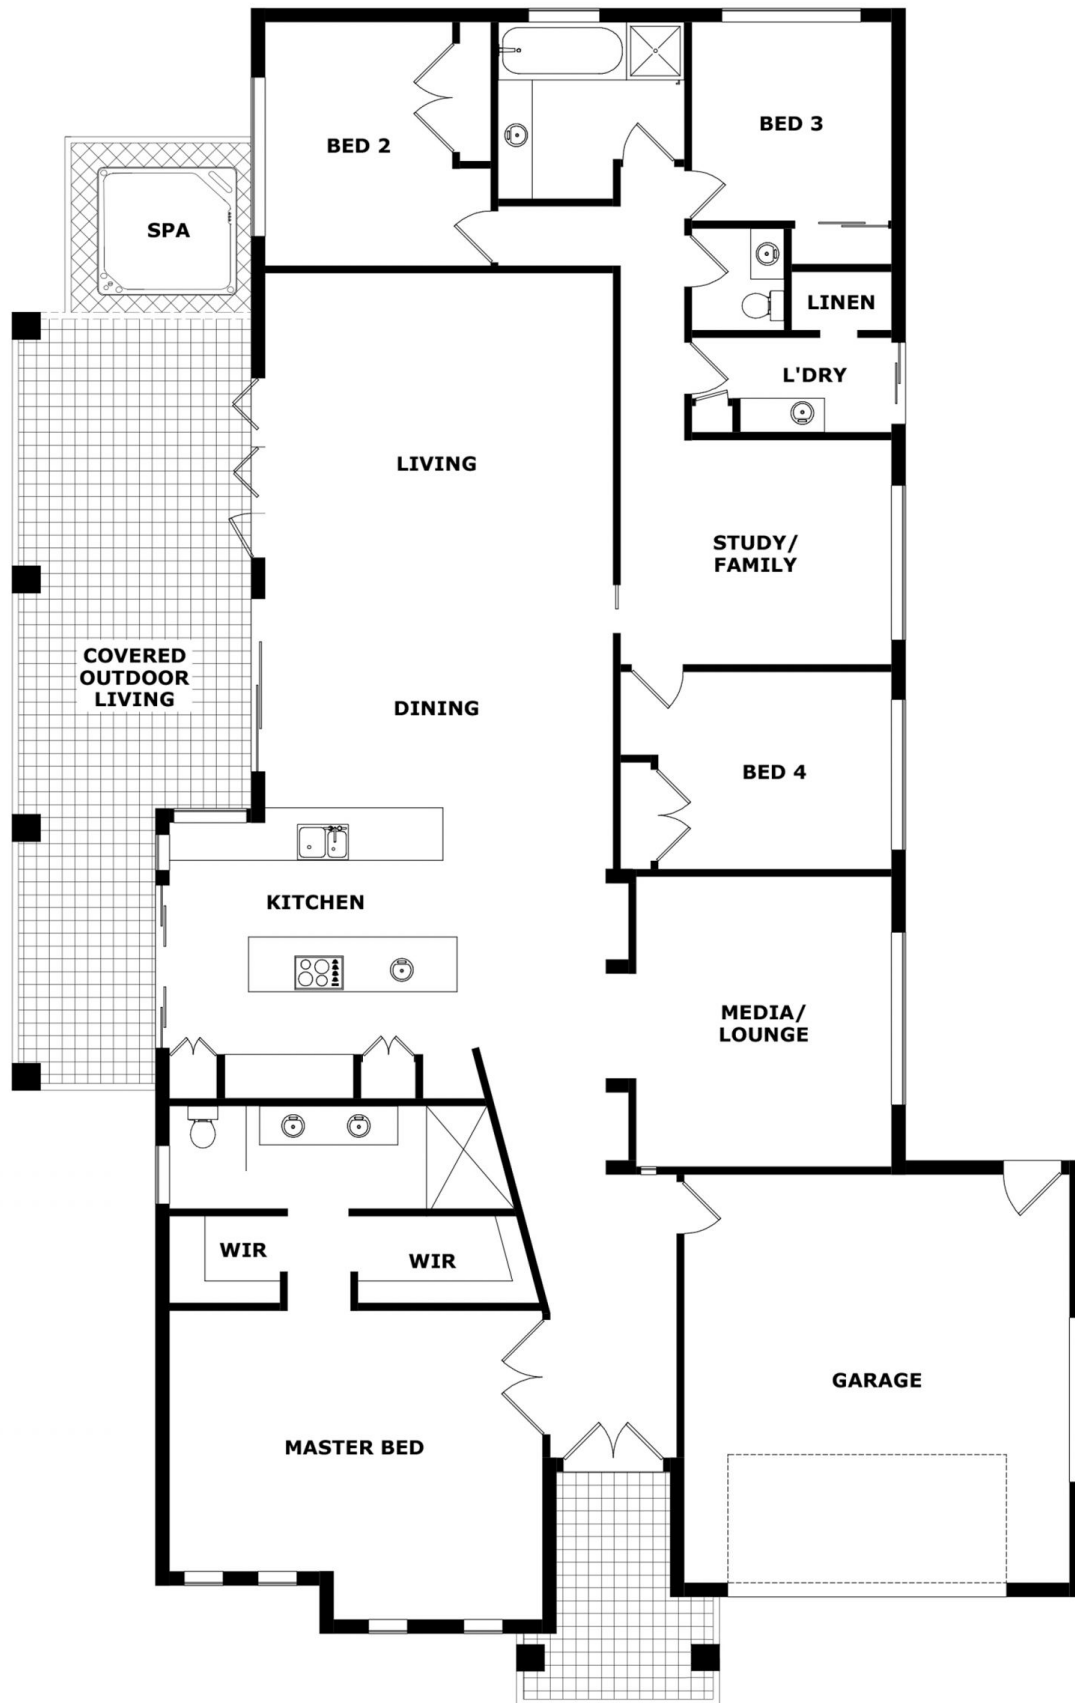 BED 2
BED 3
SPA
LINEN
L'DRY
LIVING
STUDY/
FAMILY
COVERED
OUTDOOR
LIVING
DINING
BED 4
KITCHEN
MEDIA/
LOUNGE
WIR
WIR
GARAGE
MASTER BED